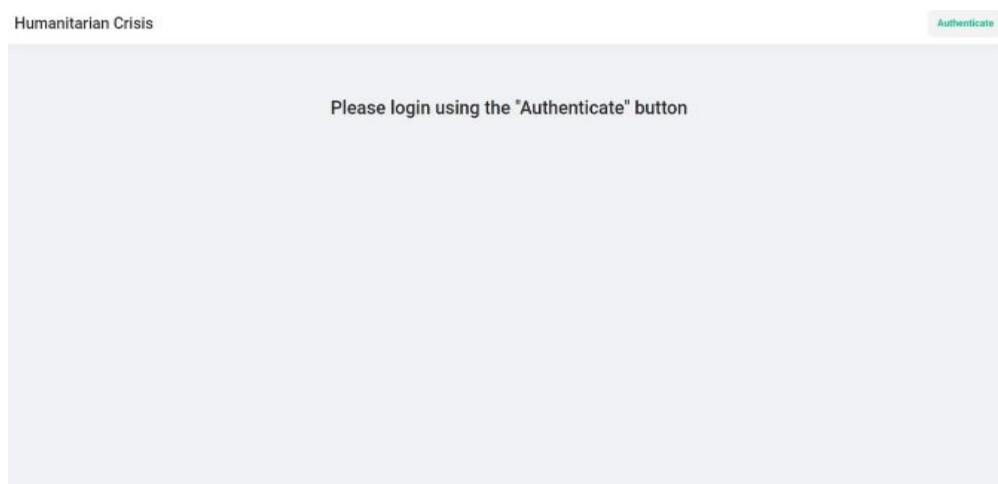 Humanitarian Crisis
Authenticate
Please login using the "Authenticate" button